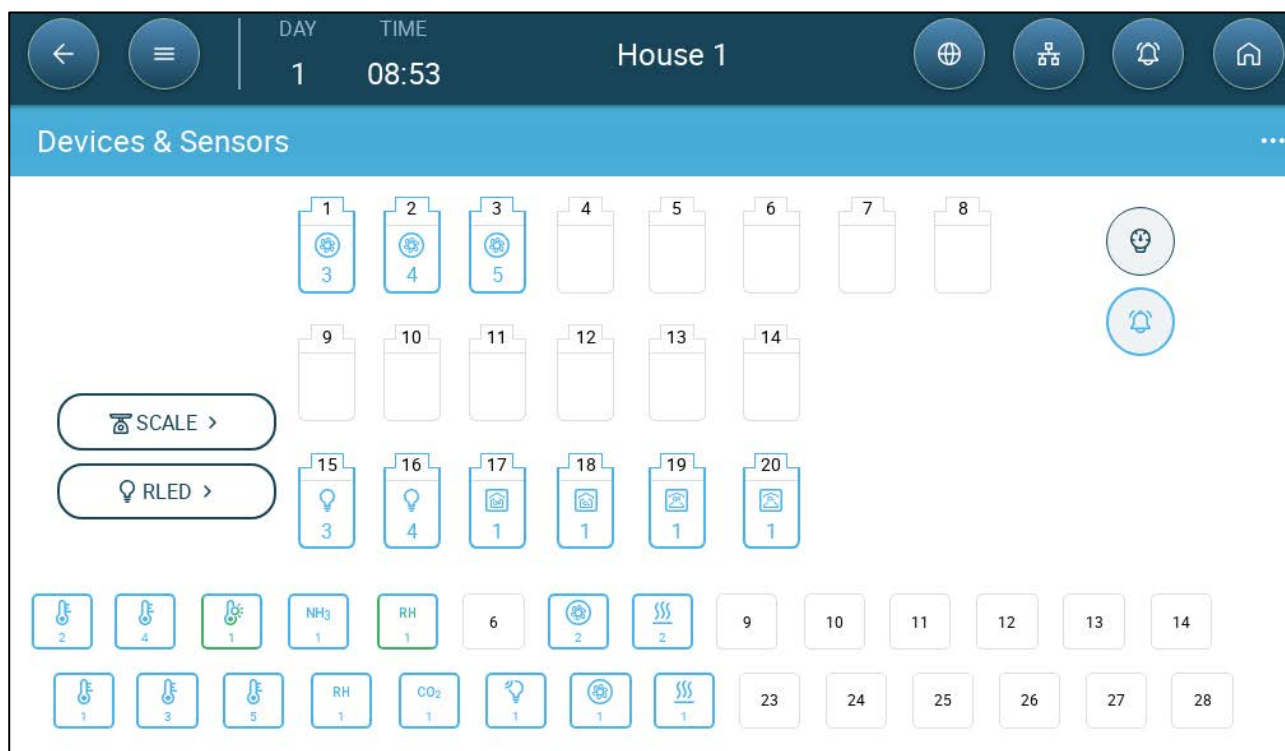 DAY TIME
1 08:53 House 1
Devices & Sensors
1 2 3 4 5 6 7 8
3 4 5
9 10 11 12 13 14
SCALE >
RLED >
15 16 17 18 19 20
3 4 1 1 1 1
NH3 RH
2 4 1 1 1 6 2 2 9 10 11 12 13 14
RH CO2
1 3 5 1 1 1 1 1 23 24 25 26 27 28